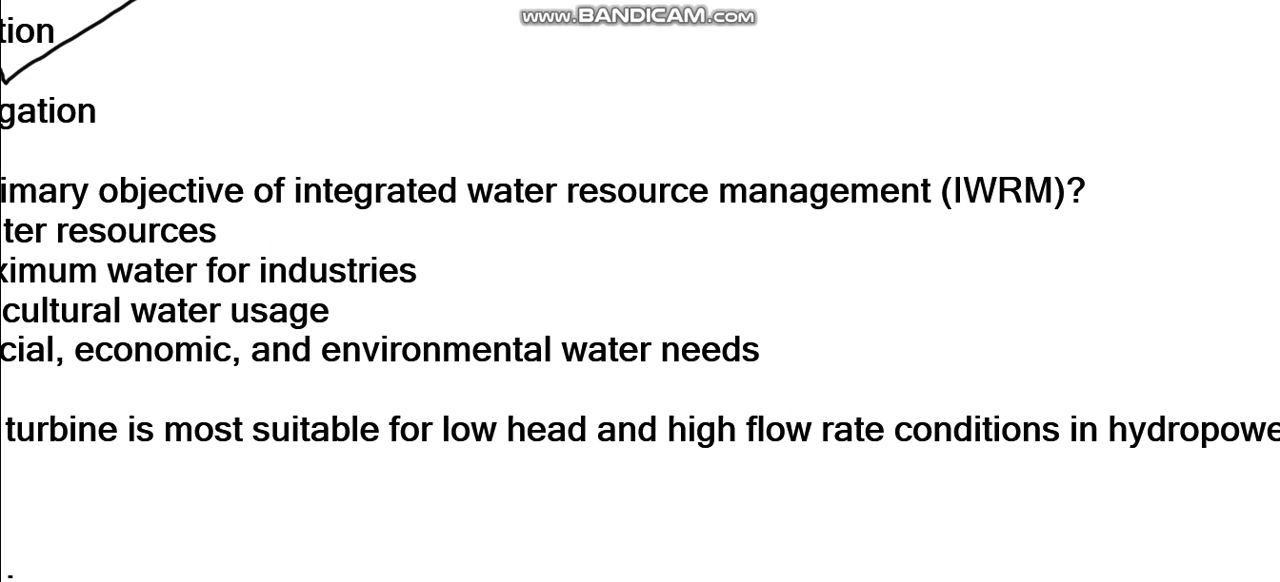 www.BANDICAM.com
tion
gation
imary objective of integrated water resource management (IWRM)?
ter resources
ximum water for industries
cultural water usage
cial, economic, and environmental water needs
turbine is most suitable for low head and high flow rate conditions in hydropowe